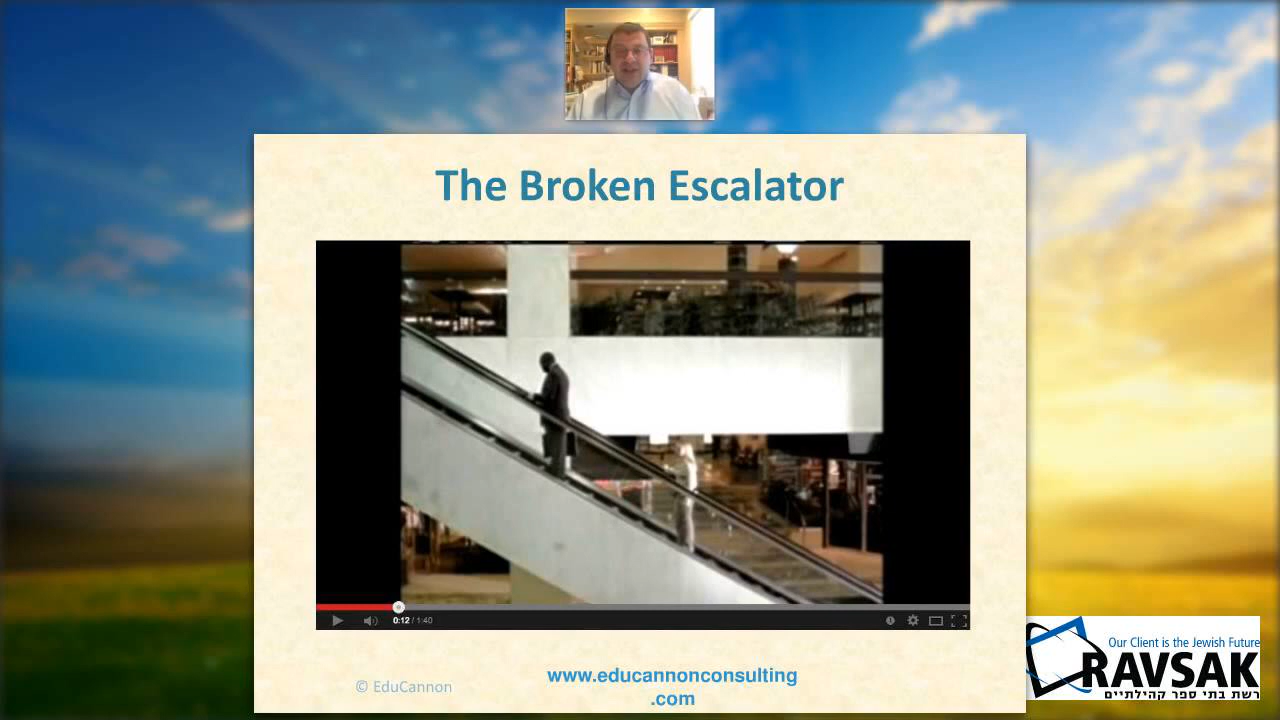 The Broken Escalator
0:12 / 1:40
© EduCannon
www.educannonconsulting
.com
Our Client is the Jewish Future
RAVSAK
רשת בתי ספר קהילתיים